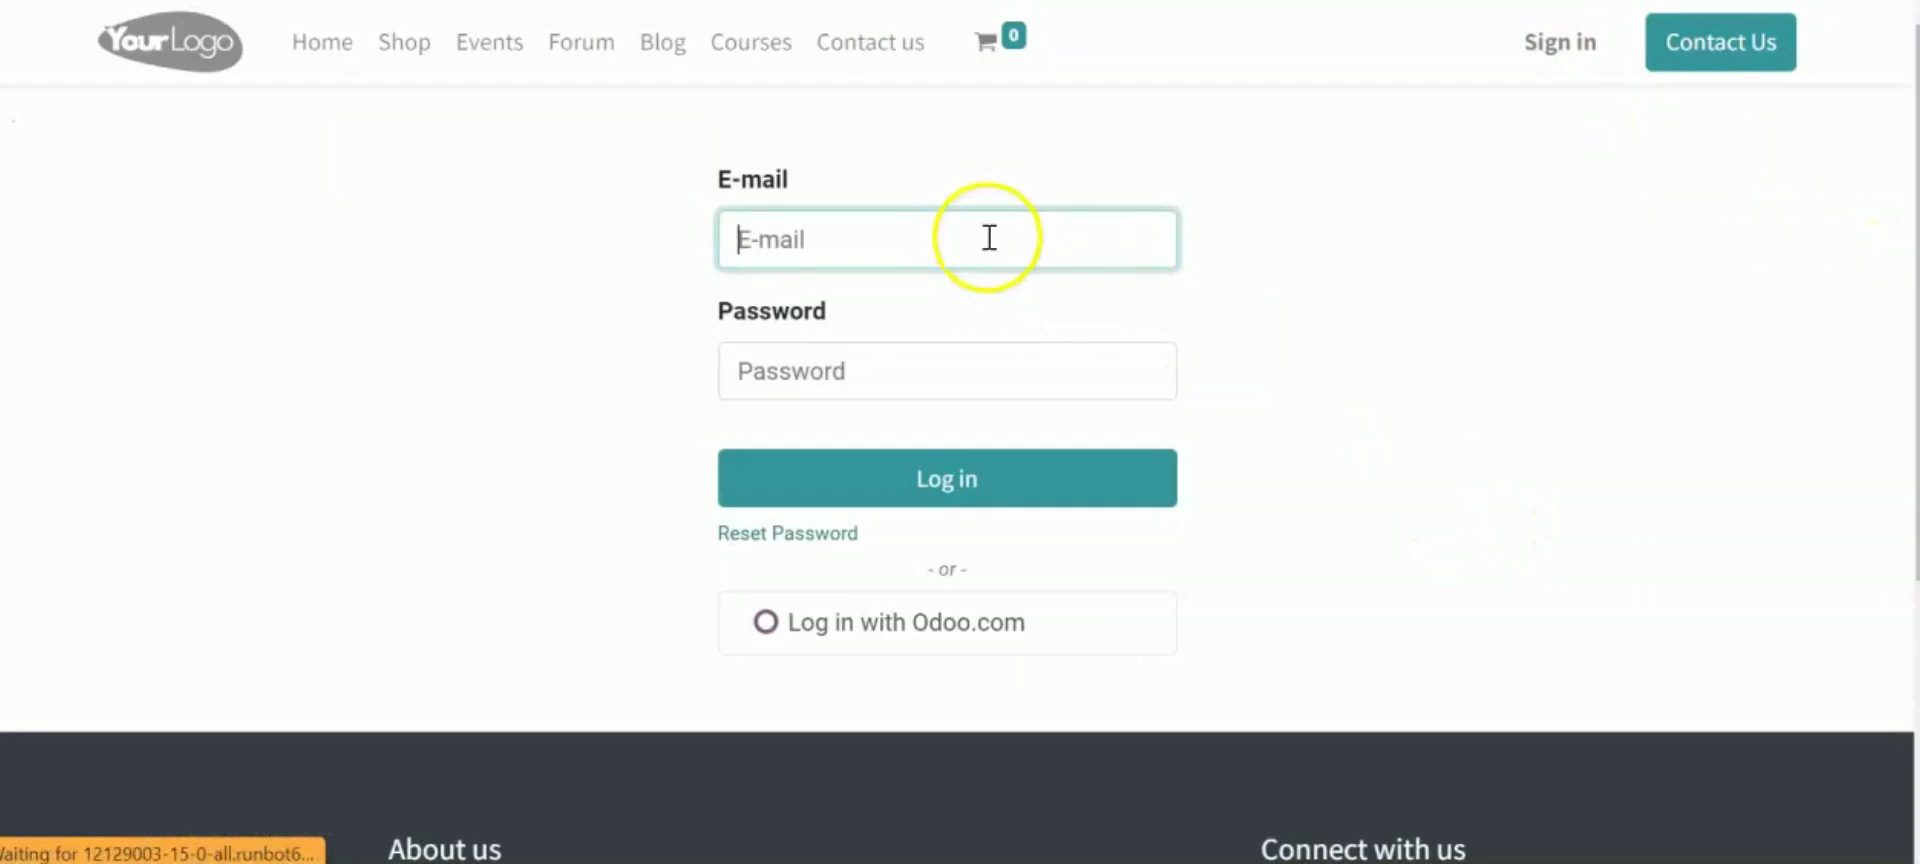 YourLogo Home Shop Events Forum Blog Courses Contact us 0 Sign in Contact Us
E-mail
E-mail
Password
Password
Log in
Reset Password
- or -
Log in with Odoo.com
About us Connect with us
Waiting for 12129003-15-0-all.runbot6...